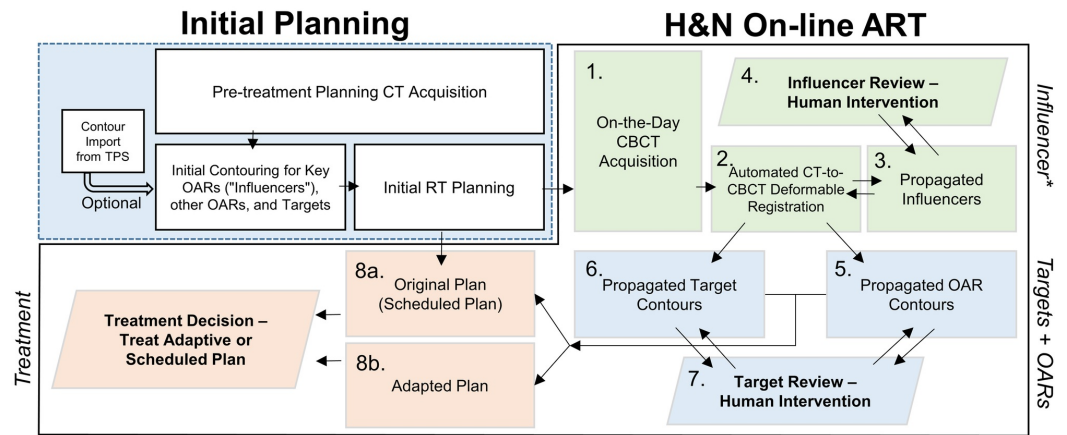 Initial Planning
H&N On-line ART
Pre-treatment Planning CT Acquisition
Contour
Import
from TPS
Optional
Initial Contouring for Key
OARs ("Influencers"),
other OARs, and Targets
Initial RT Planning
1.
On-the-Day
CBCT
Acquisition
2.
Automated CT-to-
CBCT Deformable
Registration
3.
Propagated
Influencers
4.
Influencer Review –
Human Intervention
Influencer*
5.
Propagated OAR
Contours
6.
Propagated Target
Contours
7.
Target Review –
Human Intervention
Targets + OARs
8a.
Original Plan
(Scheduled Plan)
8b.
Adapted Plan
Treatment Decision –
Treat Adaptive or
Scheduled Plan
Treatment